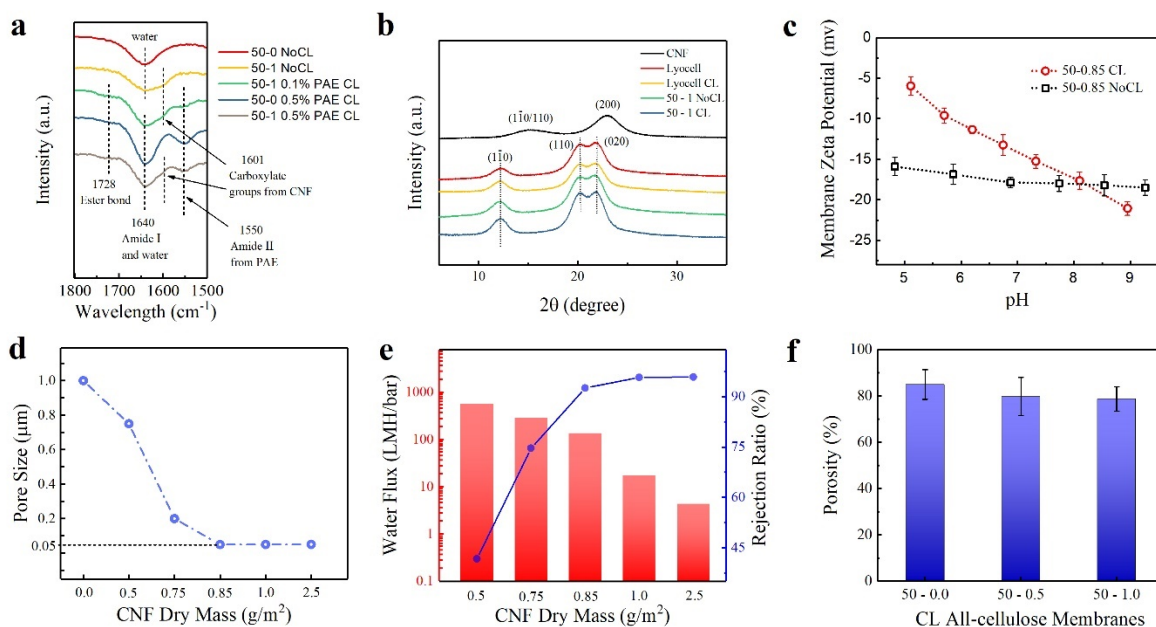 a
water
50-0 NoCL
50-1 NoCL
50-1 0.1% PAE CL
50-0 0.5% PAE CL
50-1 0.5% PAE CL
Intensity (a.u.)
1728
Ester bond
1640
Amide I
and water
1601
Carboxylate
groups from CNF
1550
Amide II
from PAE
1800 1700 1600 1500
Wavelength (cm⁻¹)
b
CNF
Lyocell
Lyocell CL
50 - 1 NoCL
50 - 1 CL
Intensity (a.u.)
(11̄0/110)
(200)
(11̄0)
(110)
(020)
10 20 30
2θ (degree)
c
50-0.85 CL
50-0.85 NoCL
Membrane Zeta Potential (mv)
0
-5
-10
-15
-20
-25
5 6 7 8 9
pH
d
Pore Size (μm)
1.0
0.8
0.6
0.4
0.2
0.05
0.0 0.5 0.75 0.85 1.0 2.5
CNF Dry Mass (g/m²)
e
Water Flux (LMH/bar)
1000
100
10
1
0.1
Rejection Ratio (%)
90
75
60
45
0.5 0.75 0.85 1.0 2.5
CNF Dry Mass (g/m²)
f
Porosity (%)
100
80
60
40
20
0
50 - 0.0 50 - 0.5 50 - 1.0
CL All-cellulose Membranes